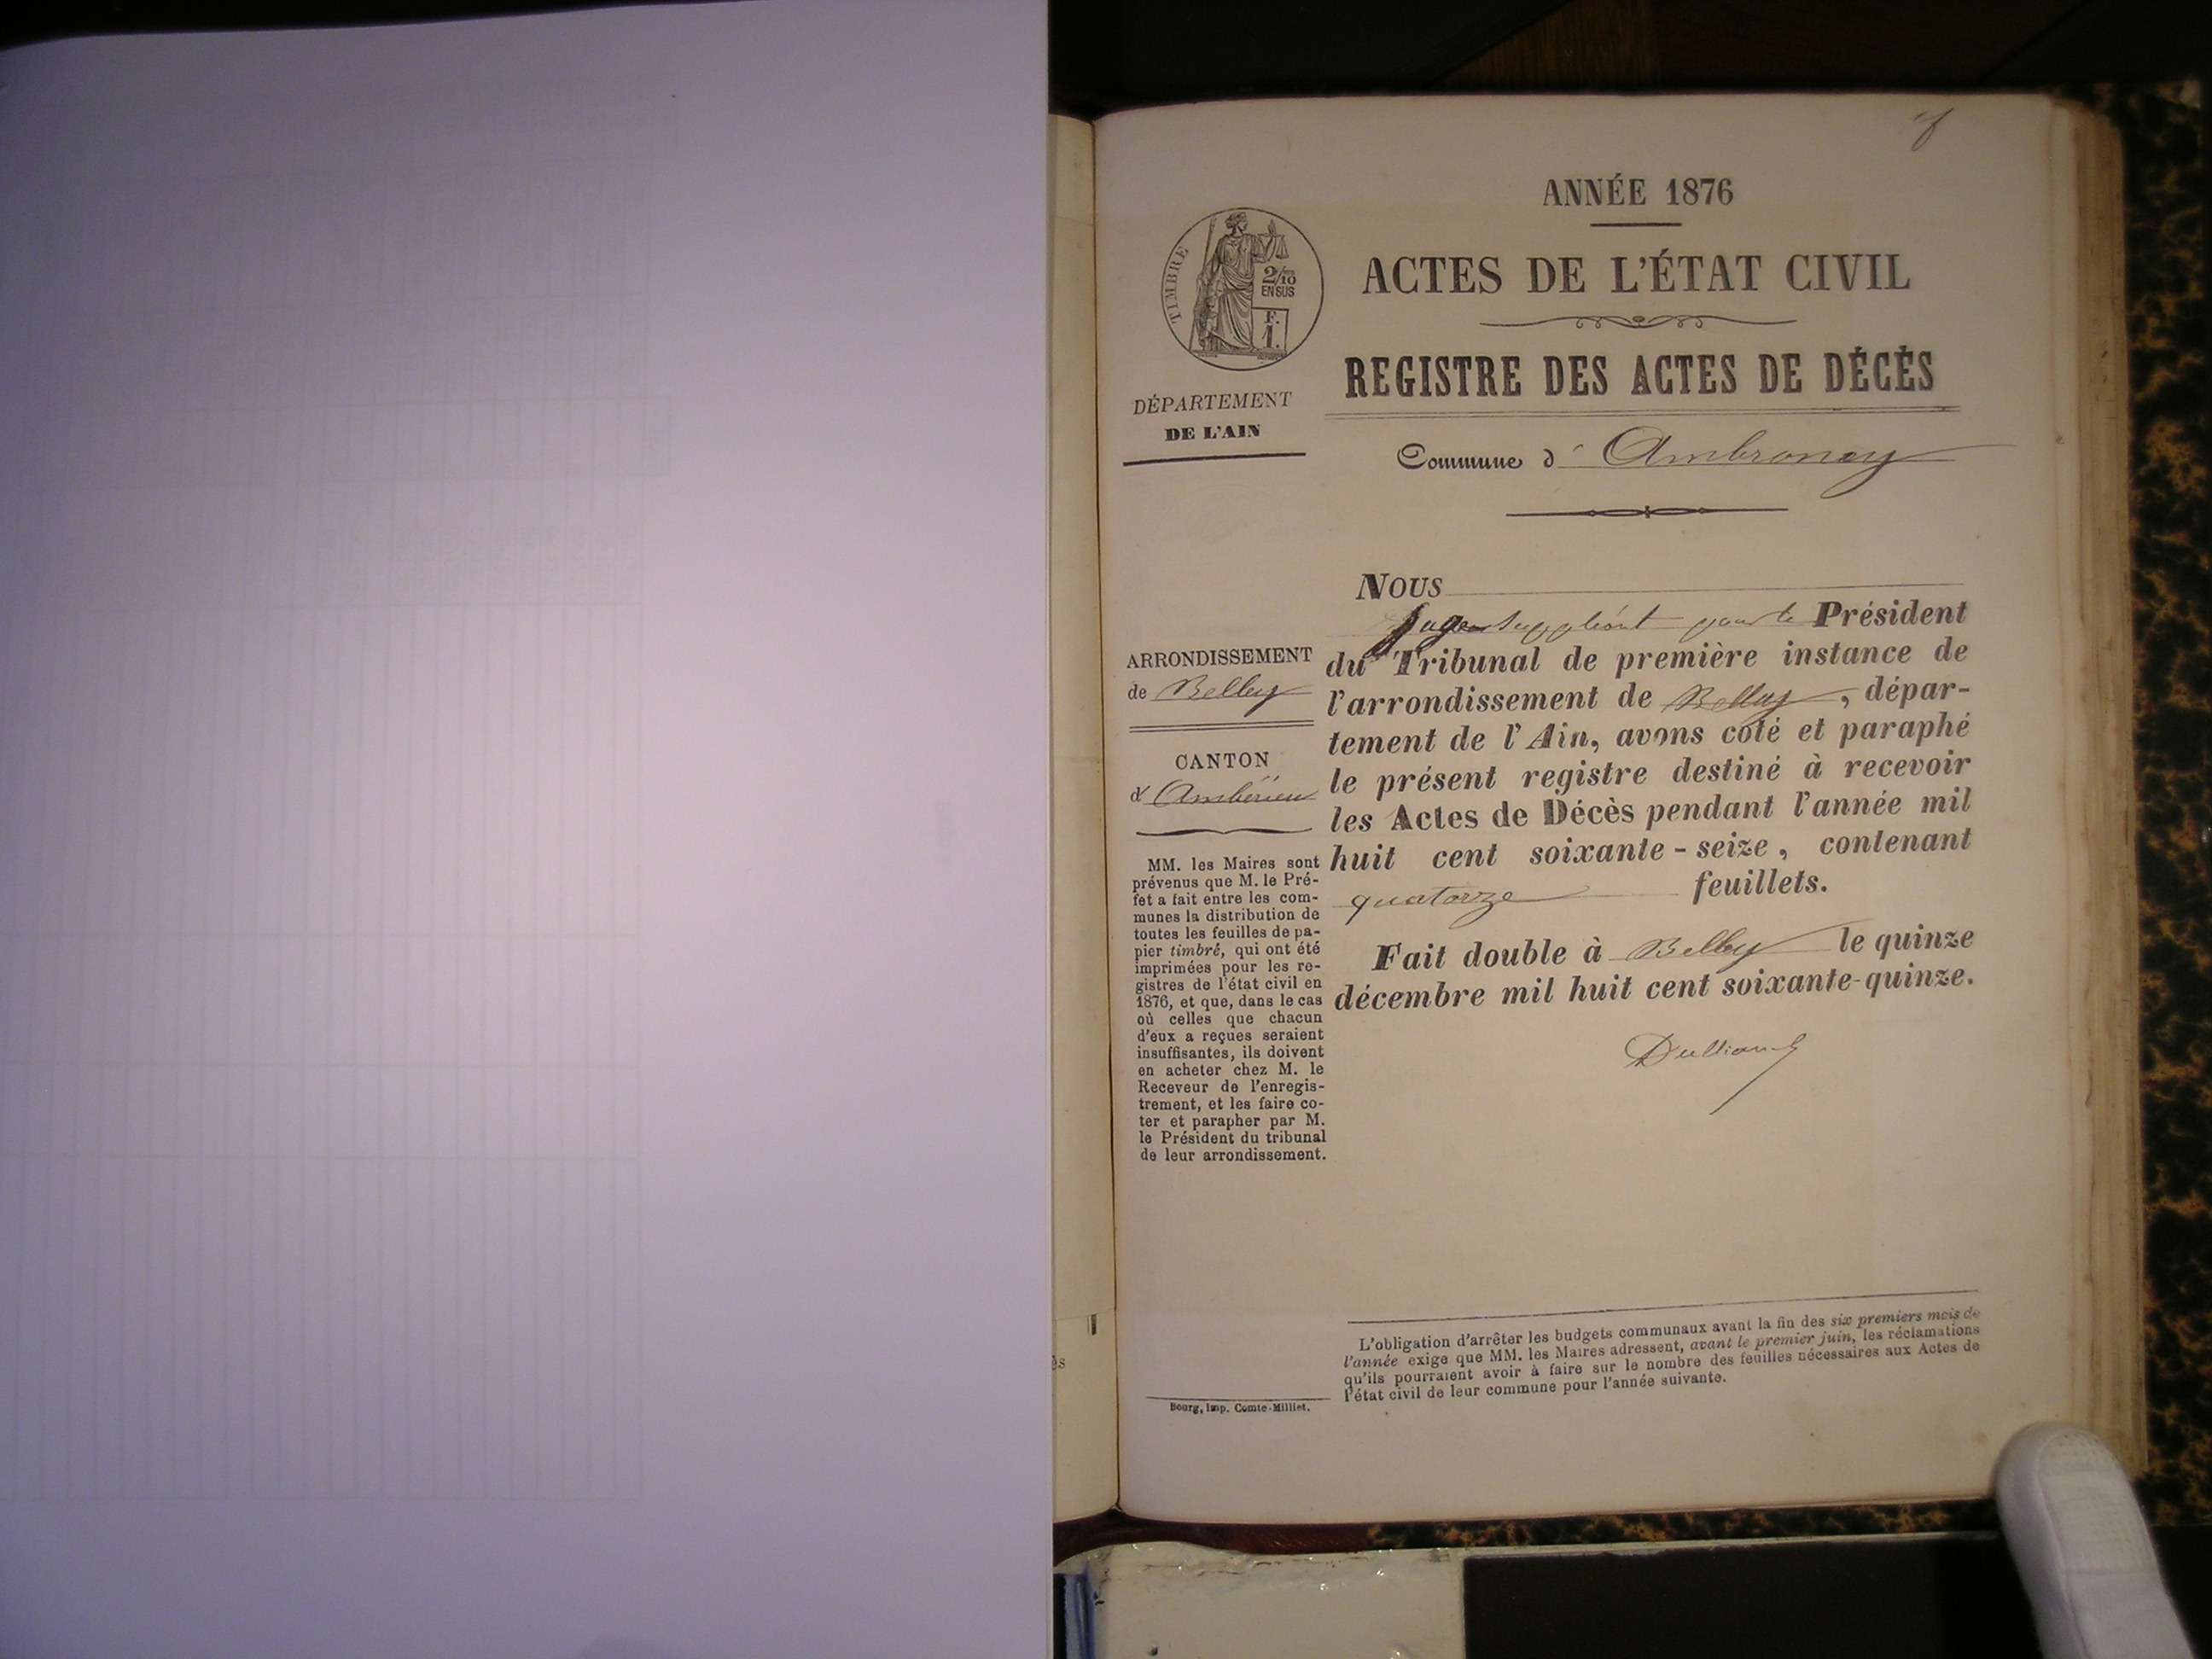 ANNÉE 1876
TIMBRE
2/10
EN SUS
F.
1.
ACTES DE L'ÉTAT CIVIL
REGISTRE DES ACTES DE DÉCÈS
DÉPARTEMENT
DE L'AIN
Commune d' Ambronay
NOUS
Juge suppléant pour le Président
du Tribunal de première instance de
l'arrondissement de Belley, dépar-
tement de l'Ain, avons coté et paraphé
le présent registre destiné à recevoir
les Actes de Décès pendant l'année mil
huit cent soixante-seize, contenant
quatorze feuillets.
Fait double à Belley le quinze
décembre mil huit cent soixante-quinze.
ARRONDISSEMENT
de Belley
CANTON
d' Ambérieu
MM. les Maires sont
prévenus que M. le Pré-
fet a fait entre les com-
munes la distribution de
toutes les feuilles de pa-
pier timbré, qui ont été
imprimées pour les re-
gistres de l'état civil en
1876, et que, dans le cas
où celles que chacun
d'eux a reçues seraient
insuffisantes, ils doivent
en acheter chez M. le
Receveur de l'enregis-
trement, et les faire co-
ter et parapher par M.
le Président du tribunal
de leur arrondissement.
L'obligation d'arrêter les budgets communaux avant la fin des six premiers mois de
l'année exige que MM. les Maires adressent, avant le premier juin, les réclamations
qu'ils pourraient avoir à faire sur le nombre des feuilles nécessaires aux Actes de
l'état civil de leur commune pour l'année suivante.
Bourg, Imp. Comte-Milliet.